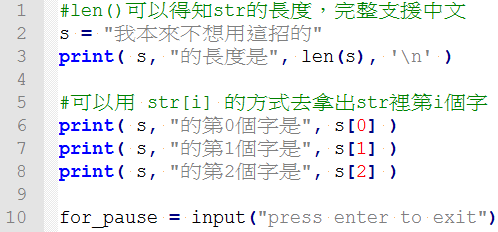 1 #len()可以得知str的長度，完整支援中文
2 s = "我本來不想用這招的"
3 print( s, "的長度是", len(s), '\n' )
4
5 #可以用 str[i] 的方式去拿出str裡第i個字
6 print( s, "的第0個字是", s[0] )
7 print( s, "的第1個字是", s[1] )
8 print( s, "的第2個字是", s[2] )
9
10 for_pause = input("press enter to exit")